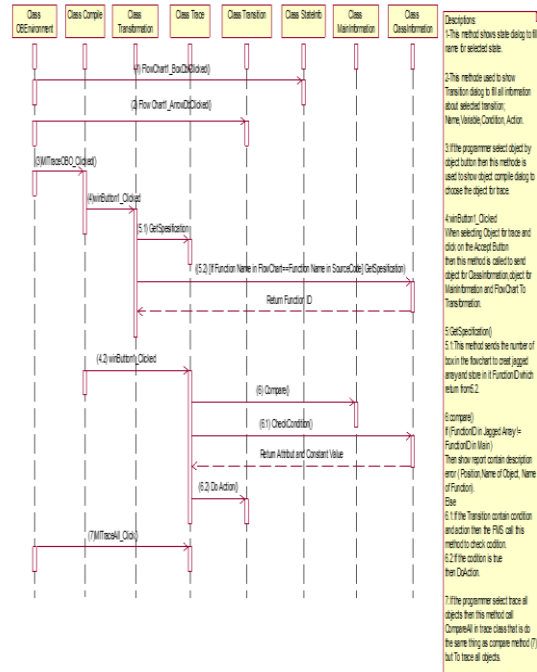 Class
OBEnvironment
Class Compile
Class
Transformation
Class Trace
Class Transition
Class StateInfo
Class
MainInformation
Class
ClassInformation
(1) FlowChart1_BoxDblClicked()
(2) Flow Chart1_ArrowDblClicked()
(3)MITraceOBO_Clicked()
(4)winButton1_Clicked
(5.1) GetSpesification()
((5.2) [If Function Name in FlowChart==Function Name in SourceCode] GetSpesification)
Return Function ID
(4.2) winButton1_Clicked
(6) Compare()
(6.1) CheckCondition()
Return Attribut and Constant Value
(6.2) Do Action()
(7)MITraceAll_Click()
Descriptions:
1-This method shows state dialog to fill
name for selected state.
2-This methode used to show
Transition dialog to fill all information
about selected transition;
Name,Variable,Condition, Action.
3:If the programmer select object by
object button then this methode is
used to show object compile dialog to
choose the object for trace.
4:winButton1_Clicked
When selecting Object for trace and
click on the Accept Button
then this method is called to send
object for ClassInformation,object for
MainInformation and FlowChart To
Transformation.
5:GetSpecification()
5.1:This method sends the number of
box in the flowchart to creat jagged
array and store in it FunctionID which
return from5.2.
6:compare()
If (FunctionID in Jagged Array !=
FunctionID in Main )
Then show report contain description
error ( Position,Name of Object, Name
of Function).
Else
6.1:If the Transition contain condition
and action then the FMS call this
method to check codition.
6.2:If the codition is true
then DoAction.
7:If the programmer select trace all
objects then this method call
CompareAll in trace class that is do
the same thing as compare method (7)
but To trace all objects.